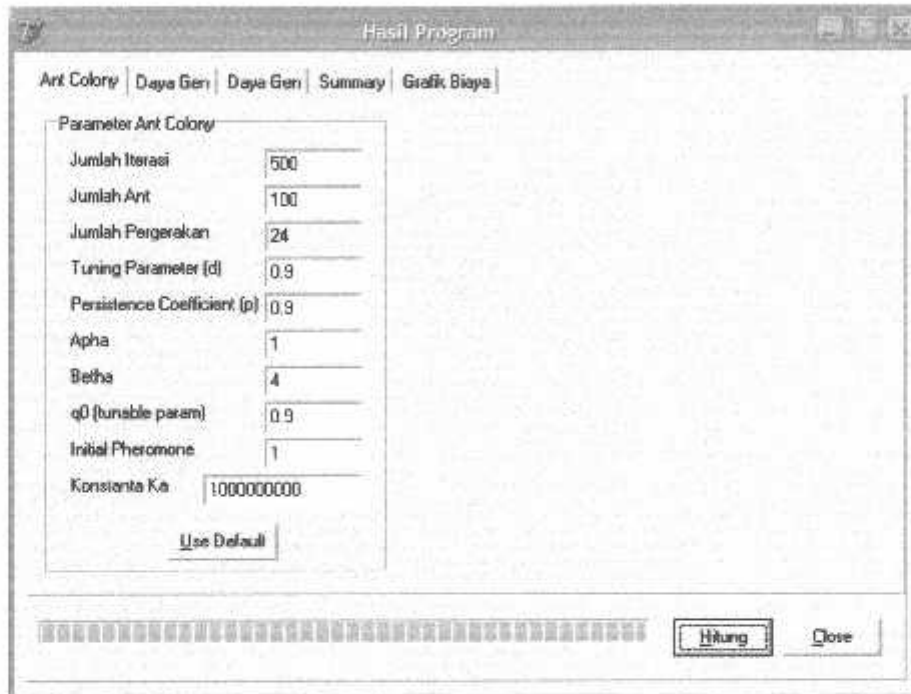 Hasil Program
Ant Colony Daya Gen Daya Gen Summary Grafik Biaya
Parameter Ant Colony
Jumlah Iterasi 500
Jumlah Ant 100
Jumlah Pergerakan 24
Tuning Parameter (d) 0.9
Persistence Coefficient (p) 0.9
Apha 1
Betha 4
q0 (tunable param) 0.9
Initial Pheromone 1
Konstanta Ka 1000000000
Use Default
Hitung Close